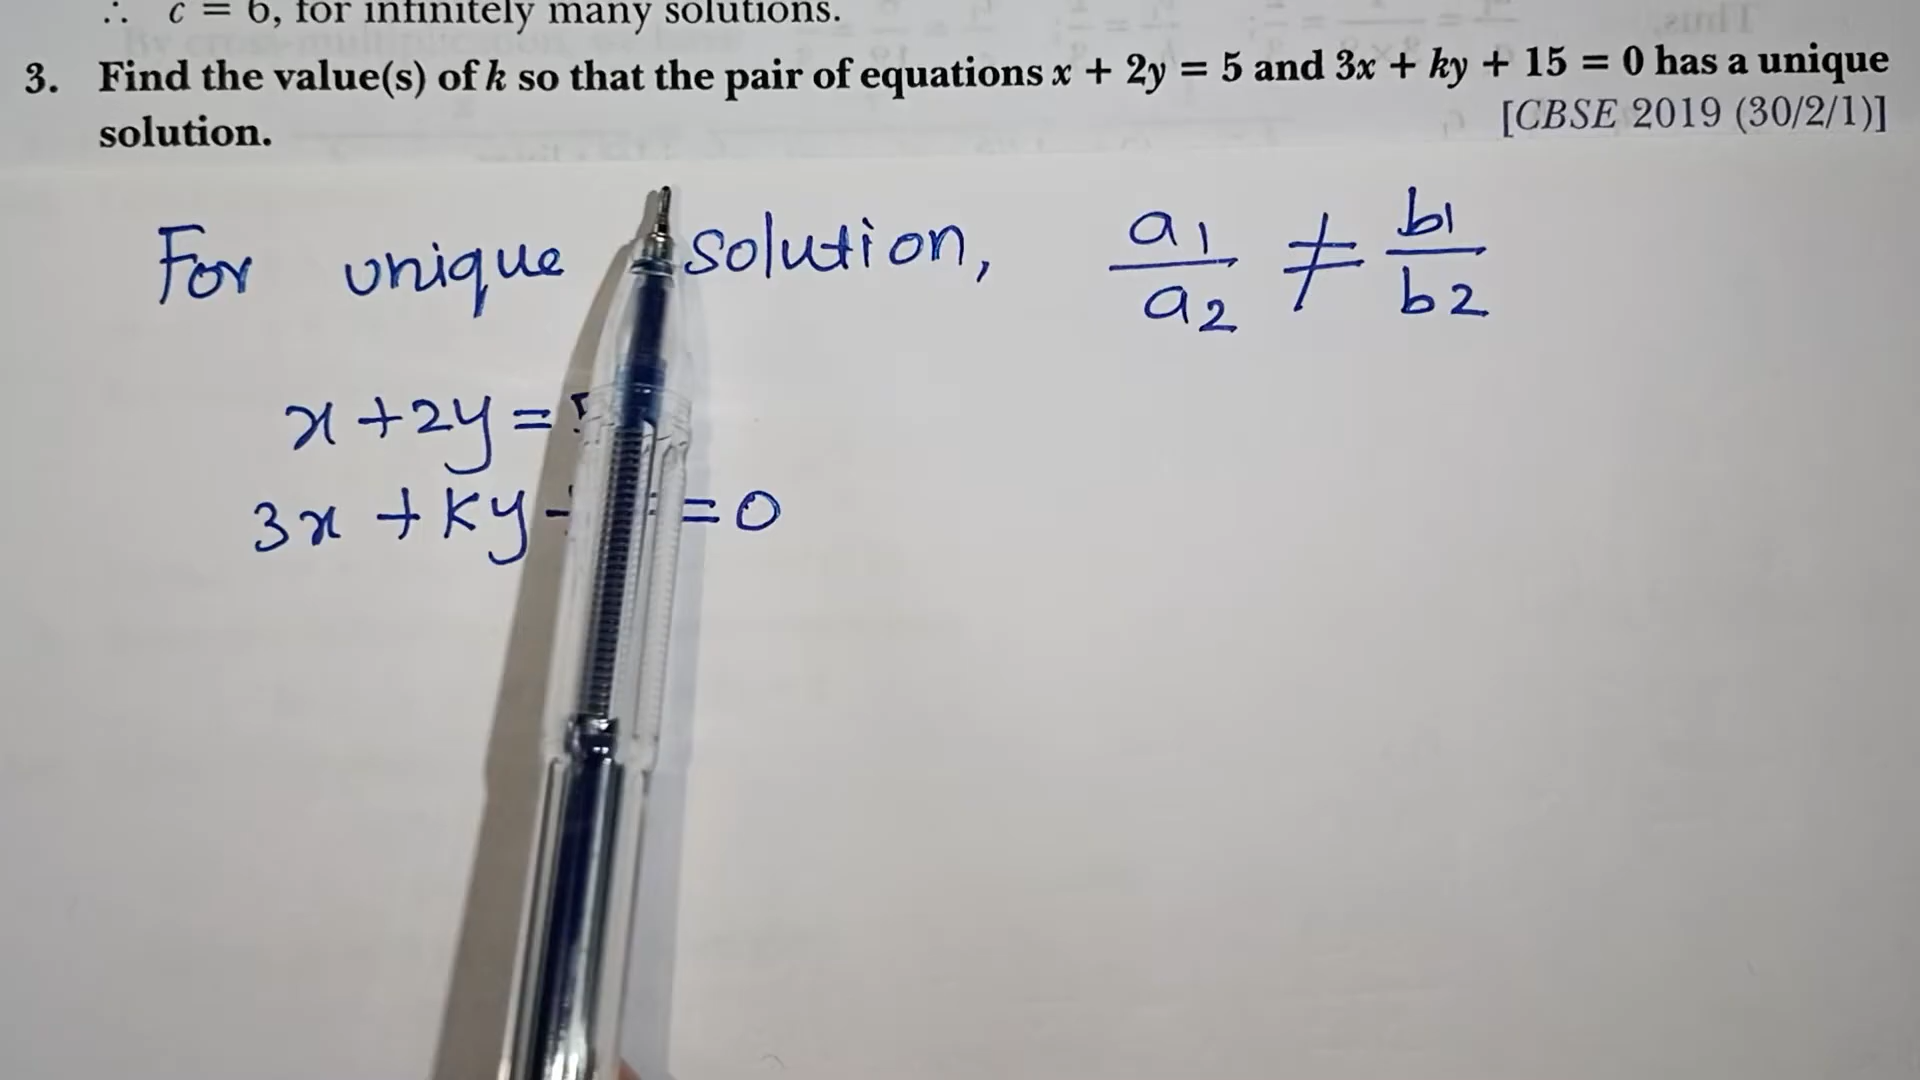 ∴ c = 6, for infinitely many solutions.
3. Find the value(s) of k so that the pair of equations x + 2y = 5 and 3x + ky + 15 = 0 has a unique
solution. [CBSE 2019 (30/2/1)]
For unique solution, a1/a2 ≠ b1/b2
x + 2y = 5
3x + ky = 0